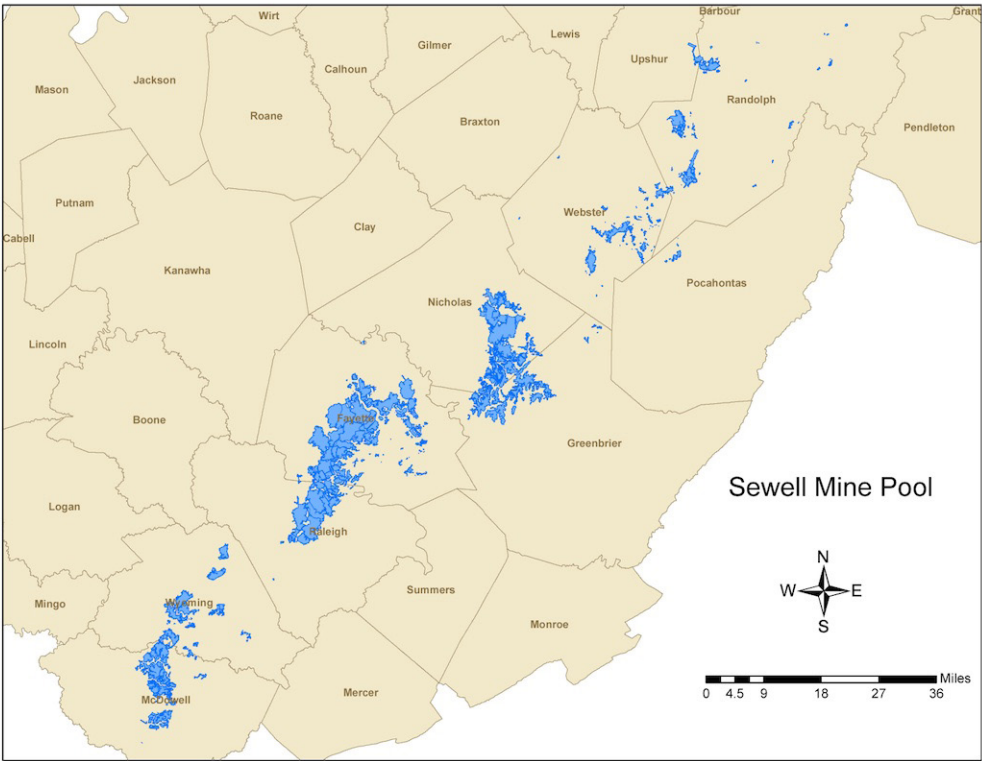 Wirt
Barbour
Grant
Lewis
Gilmer
Upshur
Calhoun
Jackson
Mason
Randolph
Roane
Braxton
Pendleton
Putnam
Webster
Clay
Cabell
Kanawha
Pocahontas
Nicholas
Lincoln
Boone
Fayette
Greenbrier
Sewell Mine Pool
Logan
Raleigh
N
W E
S
Summers
Mingo
Wyoming
Monroe
Miles
0 4.5 9 18 27 36
Mercer
McDowell